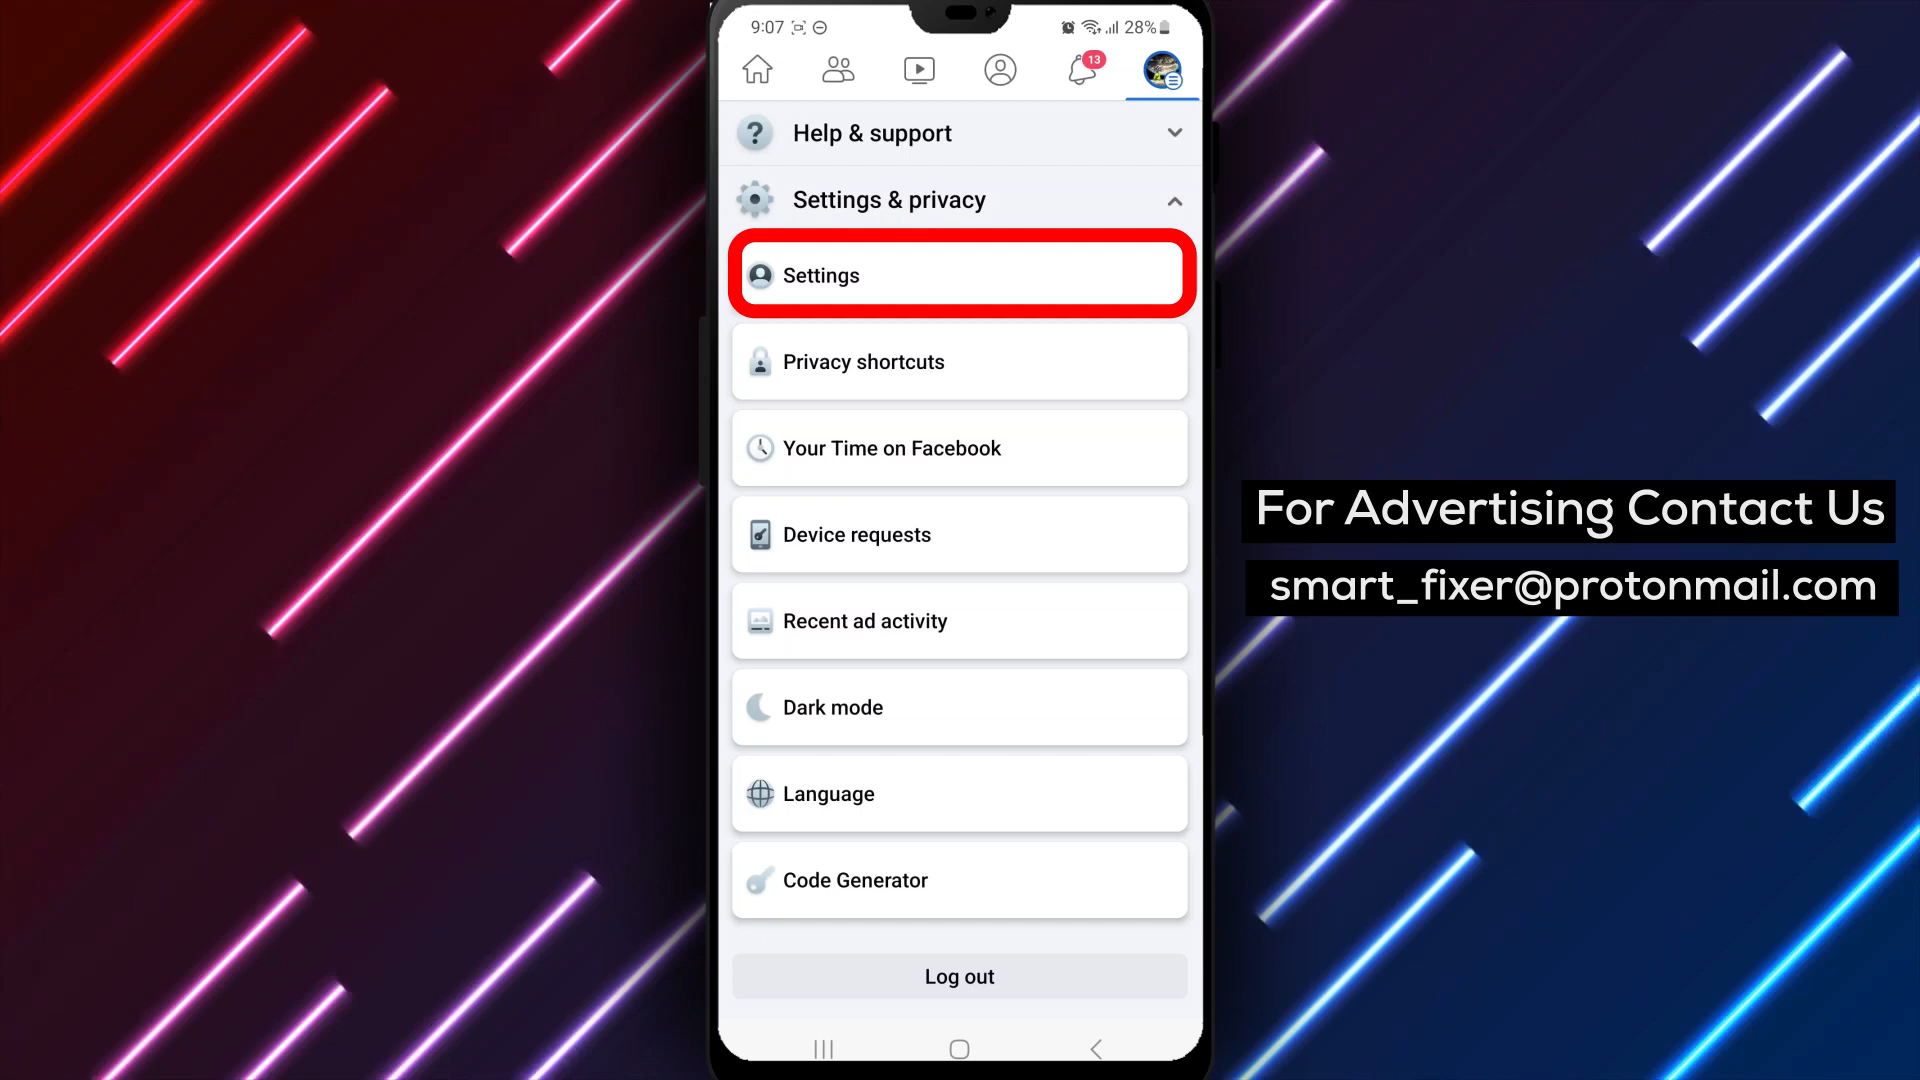 9:07
28%
13
Help & support
Settings & privacy
Settings
Privacy shortcuts
Your Time on Facebook
Device requests
Recent ad activity
Dark mode
Language
Code Generator
Log out
For Advertising Contact Us
smart_fixer@protonmail.com